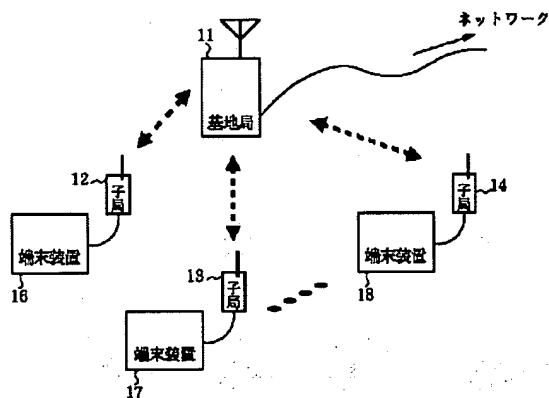 ネットワーク
11
基地局
12
子局
端末装置
16
13
子局
端末装置
17
14
子局
端末装置
18